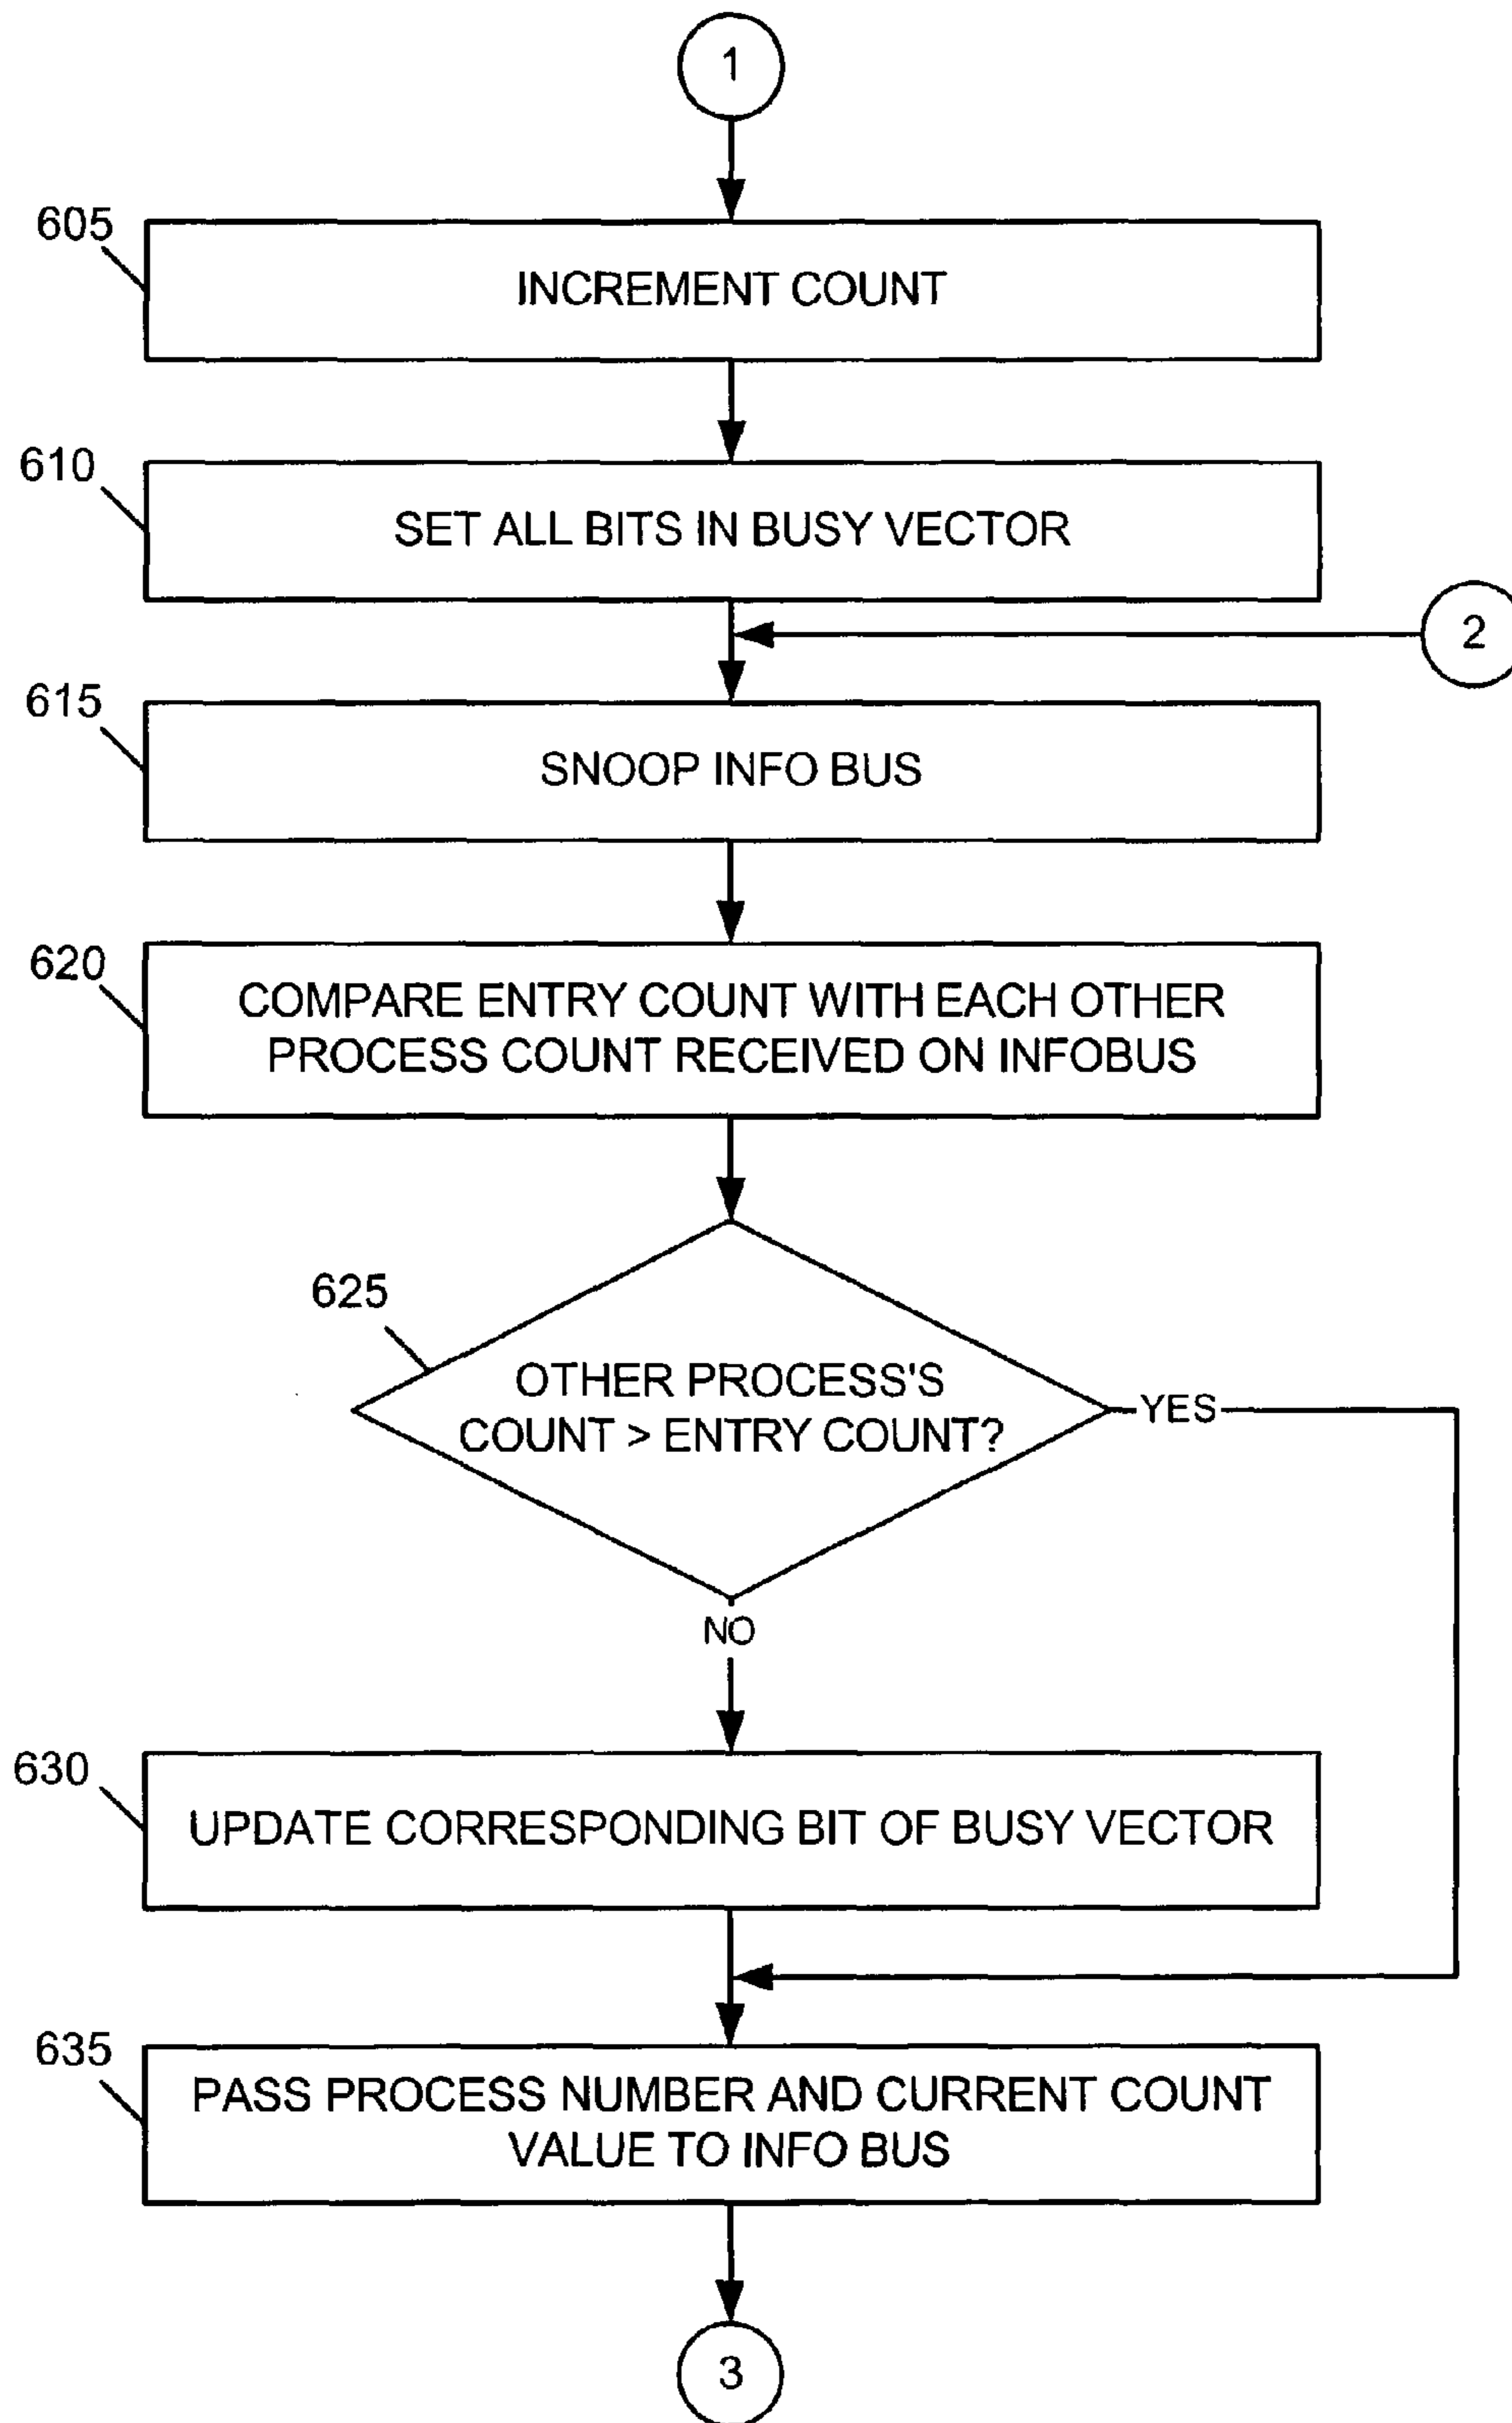 1
605
INCREMENT COUNT
610
SET ALL BITS IN BUSY VECTOR
2
615
SNOOP INFO BUS
620
COMPARE ENTRY COUNT WITH EACH OTHER
PROCESS COUNT RECEIVED ON INFOBUS
625
OTHER PROCESS'S
COUNT > ENTRY COUNT?
YES
NO
630
UPDATE CORRESPONDING BIT OF BUSY VECTOR
635
PASS PROCESS NUMBER AND CURRENT COUNT
VALUE TO INFO BUS
3